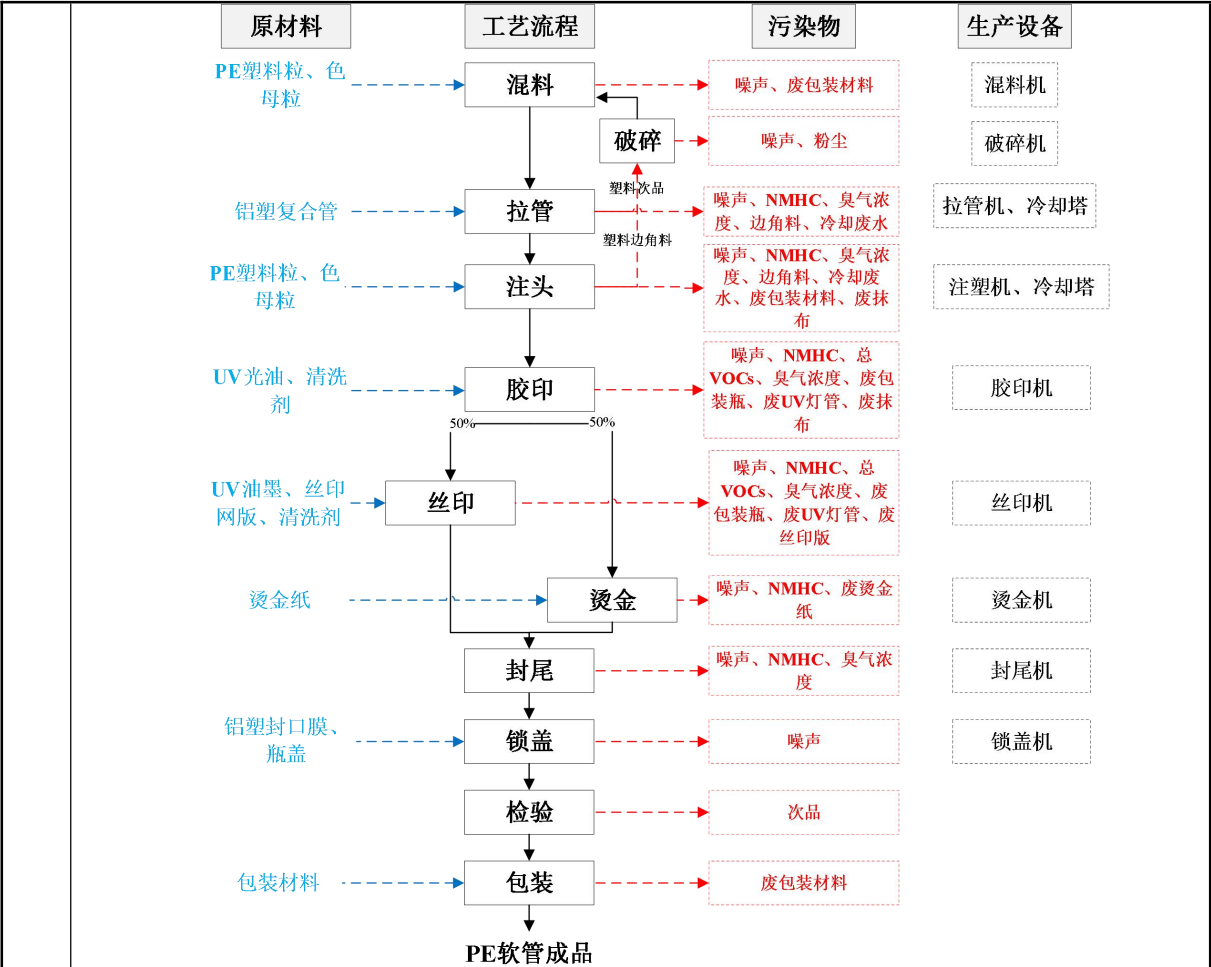 原材料
工艺流程
污染物
生产设备
PE塑料粒、色
母粒
混料
噪声、废包装材料
混料机
破碎
噪声、粉尘
破碎机
塑料次品
铝塑复合管
拉管
噪声、NMHC、臭气浓
度、边角料、冷却废水
拉管机、冷却塔
塑料边角料
PE塑料粒、色
母粒
注头
噪声、NMHC、臭气浓
度、边角料、冷却废
水、废包装材料、废抹
布
注塑机、冷却塔
UV光油、清洗
剂
胶印
噪声、NMHC、总
VOCs、臭气浓度、废包
装瓶、废UV灯管、废抹
布
胶印机
50%
50%
UV油墨、丝印
网版、清洗剂
丝印
噪声、NMHC、总
VOCs、臭气浓度、废
包装瓶、废UV灯管、废
丝印版
丝印机
烫金纸
烫金
噪声、NMHC、废烫金
纸
烫金机
封尾
噪声、NMHC、臭气浓
度
封尾机
铝塑封口膜、
瓶盖
锁盖
噪声
锁盖机
检验
次品
包装材料
包装
废包装材料
PE软管成品